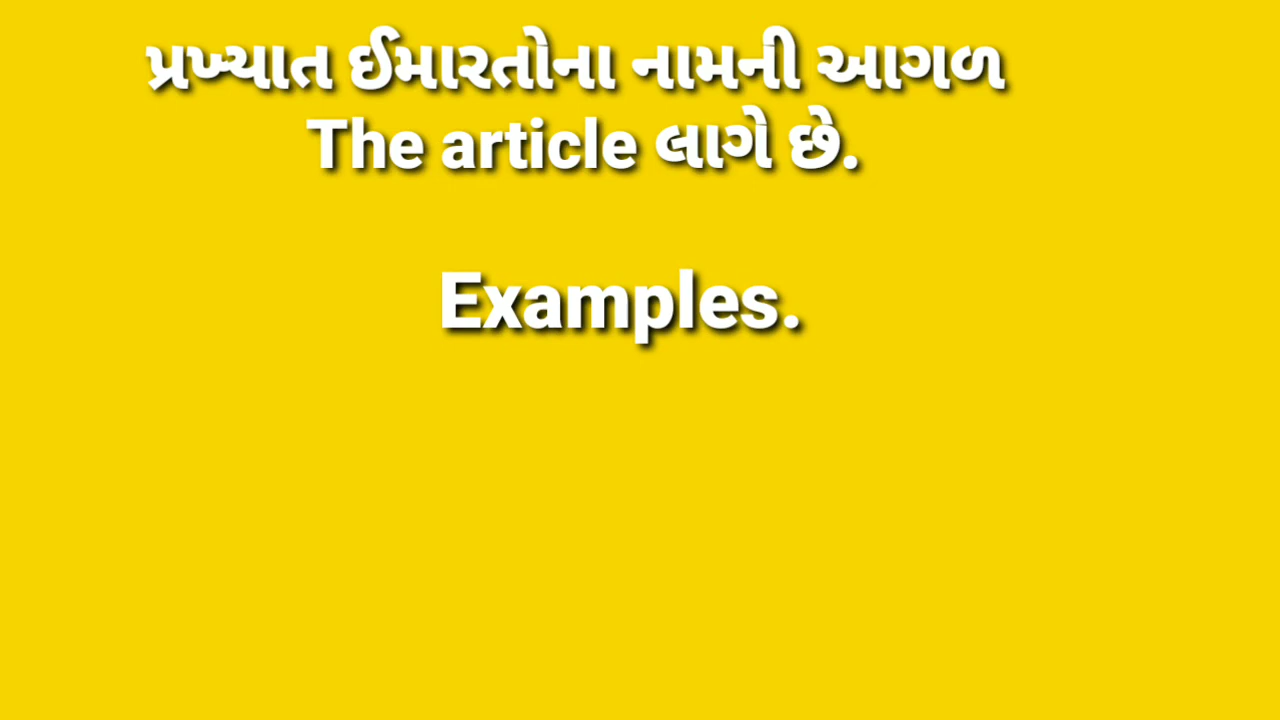 પ્રખ્યાત ઈમારતોના નામની આગળ
The article લાગે છે.
Examples.